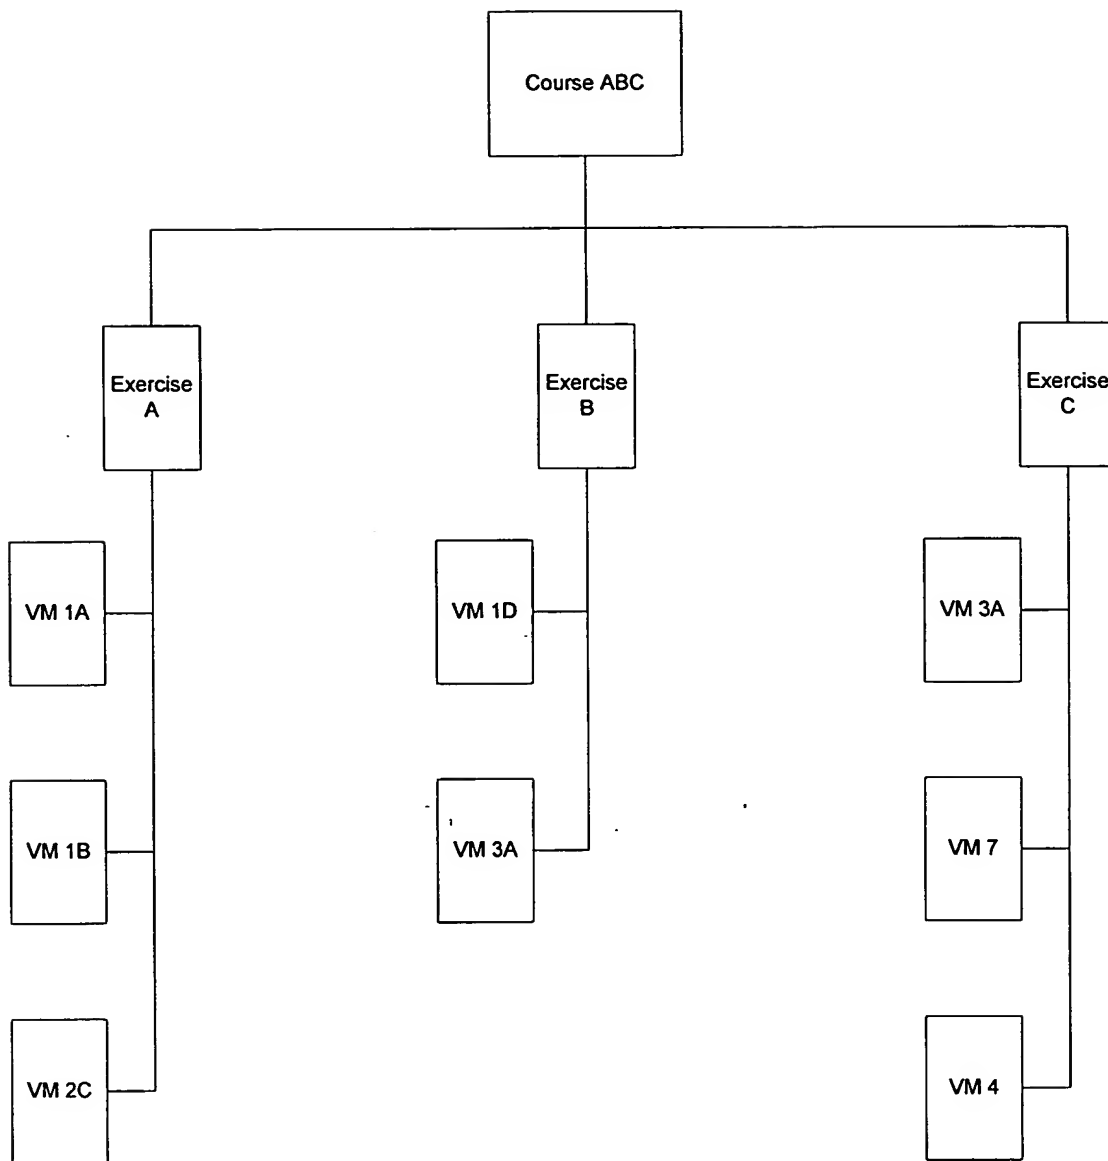 Course ABC
Exercise
A
Exercise
B
Exercise
C
VM 1A
VM 1D
VM 3A
VM 1B
VM 3A
VM 7
VM 2C
VM 4